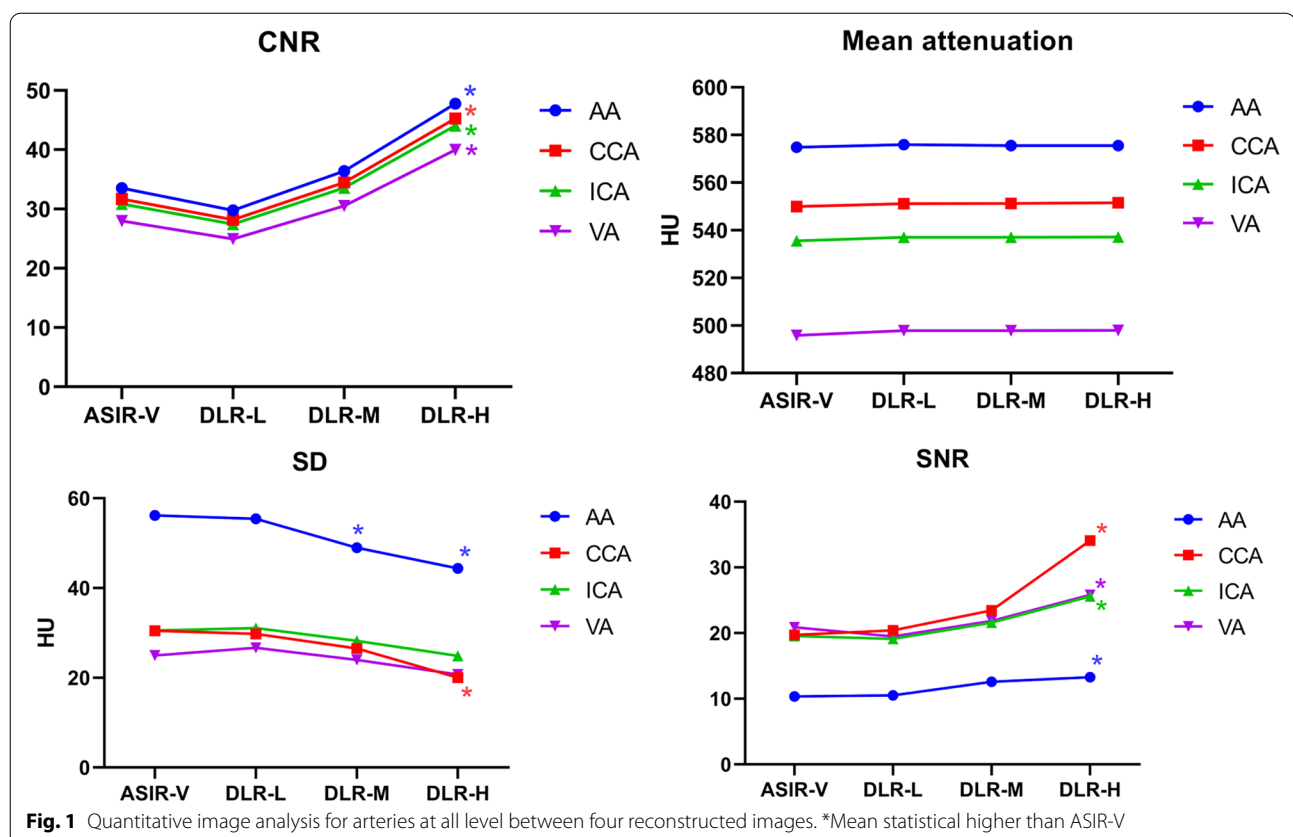 CNR
50
40
30
20
10
0
ASIR-V DLR-L DLR-M DLR-H
* * * *
AA
CCA
ICA
VA
Mean attenuation
HU
600
580
560
540
520
500
480
ASIR-V DLR-L DLR-M DLR-H
AA
CCA
ICA
VA
SD
HU
60
40
20
0
ASIR-V DLR-L DLR-M DLR-H
* * *
AA
CCA
ICA
VA
SNR
40
30
20
10
0
ASIR-V DLR-L DLR-M DLR-H
* * * *
AA
CCA
ICA
VA
Fig. 1 Quantitative image analysis for arteries at all level between four reconstructed images. *Mean statistical higher than ASIR-V